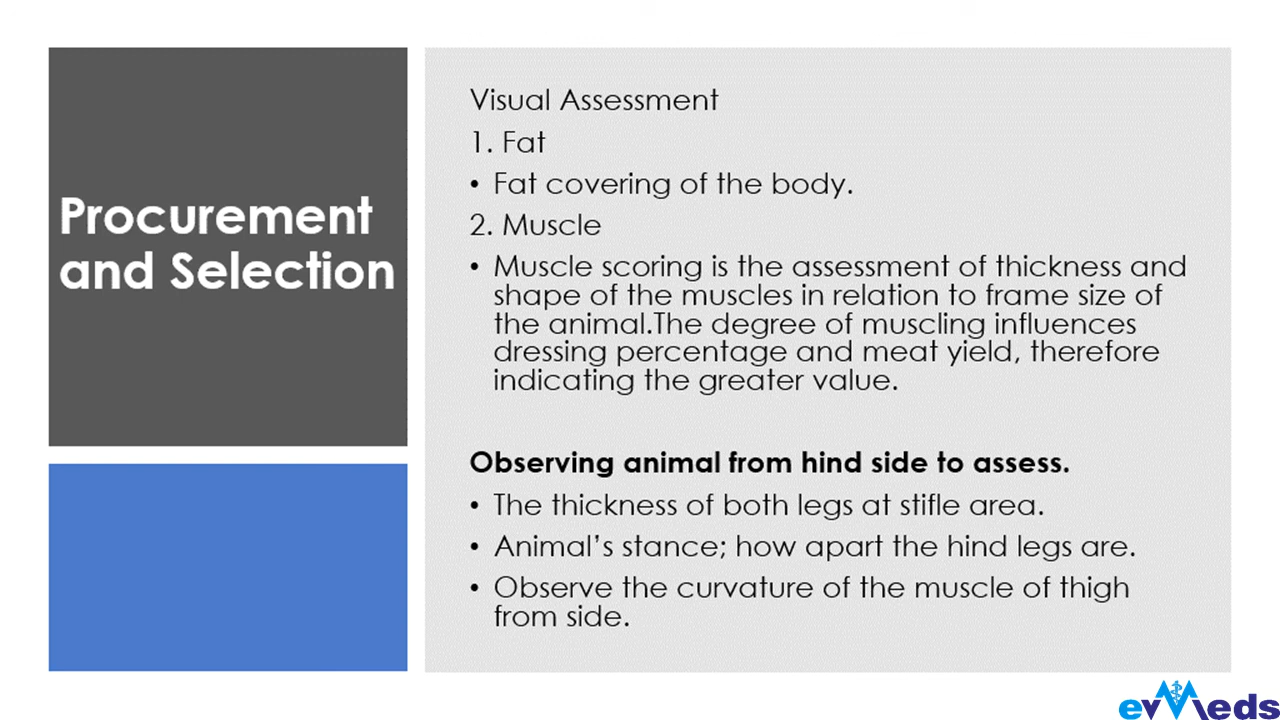 Procurement
and Selection
Visual Assessment
1. Fat
• Fat covering of the body.
2. Muscle
• Muscle scoring is the assessment of thickness and
shape of the muscles in relation to frame size of
the animal.The degree of muscling influences
dressing percentage and meat yield, therefore
indicating the greater value.
Observing animal from hind side to assess.
• The thickness of both legs at stifle area.
• Animal's stance; how apart the hind legs are.
• Observe the curvature of the muscle of thigh
from side.
evMeds